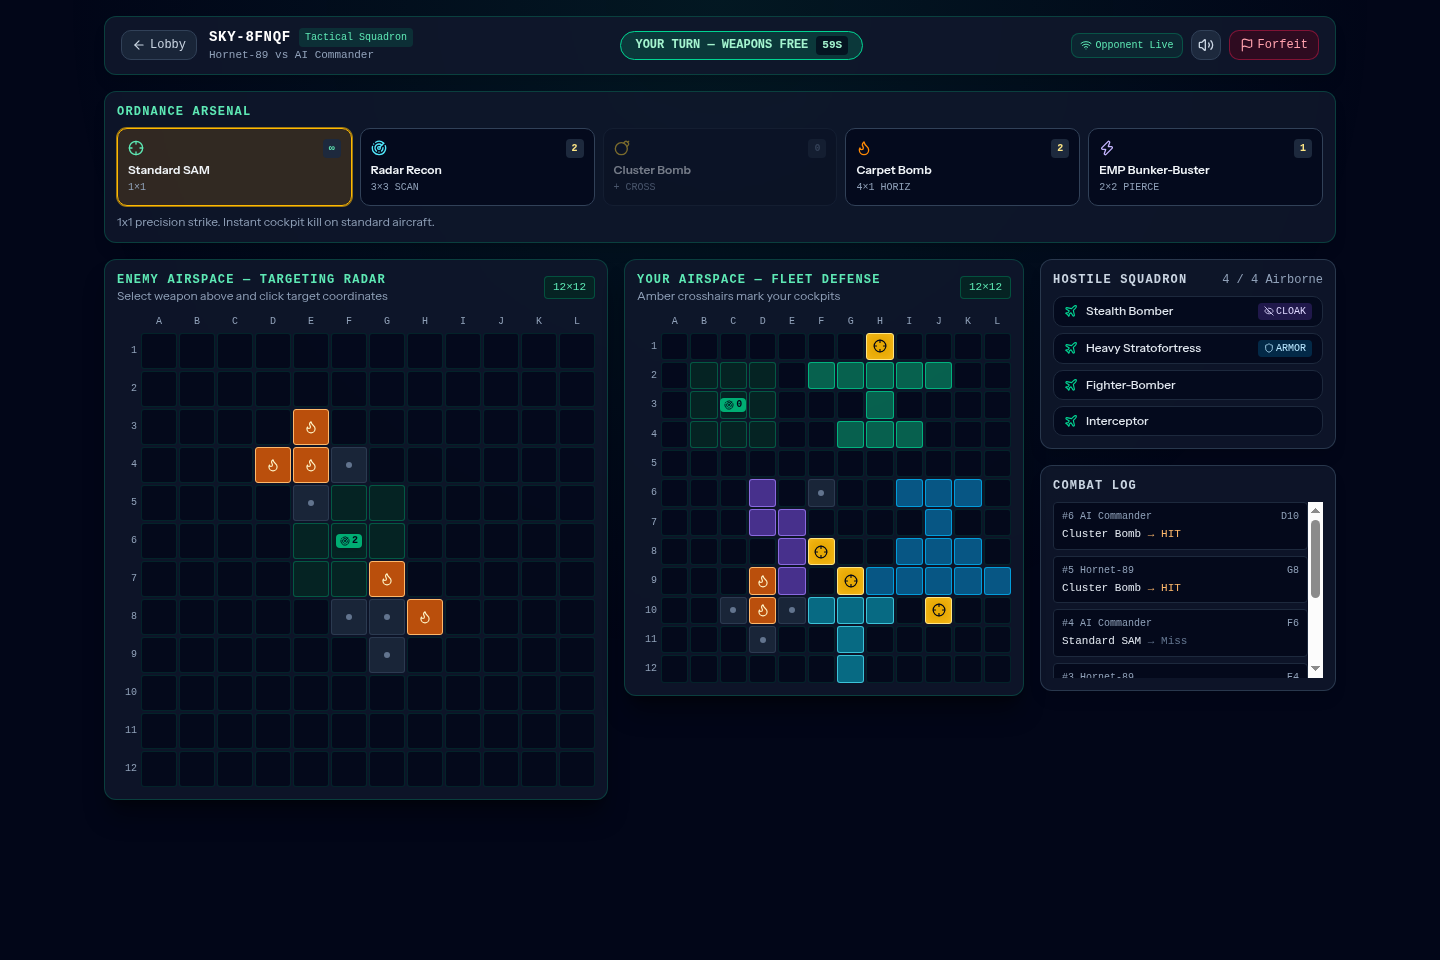 Lobby
SKY-8FNQF
Tactical Squadron
Hornet-89 vs AI Commander
YOUR TURN — WEAPONS FREE 59S
Opponent Live
Forfeit
ORDNANCE ARSENAL
∞
Standard SAM
1×1
2
Radar Recon
3×3 SCAN
0
Cluster Bomb
+ CROSS
2
Carpet Bomb
4×1 HORIZ
1
EMP Bunker-Buster
2×2 PIERCE
1x1 precision strike. Instant cockpit kill on standard aircraft.
ENEMY AIRSPACE — TARGETING RADAR
Select weapon above and click target coordinates
12×12
A B C D E F G H I J K L
1
2
3
4
5
6 2
7
8
9
10
11
12
YOUR AIRSPACE — FLEET DEFENSE
Amber crosshairs mark your cockpits
12×12
A B C D E F G H I J K L
1
2
3 0
4
5
6
7
8
9
10
11
12
HOSTILE SQUADRON 4 / 4 Airborne
Stealth Bomber CLOAK
Heavy Stratofortress ARMOR
Fighter-Bomber
Interceptor
COMBAT LOG
#6 AI Commander D10
Cluster Bomb → HIT
#5 Hornet-89 G8
Cluster Bomb → HIT
#4 AI Commander F6
Standard SAM → Miss
#3 Hornet-89 E4